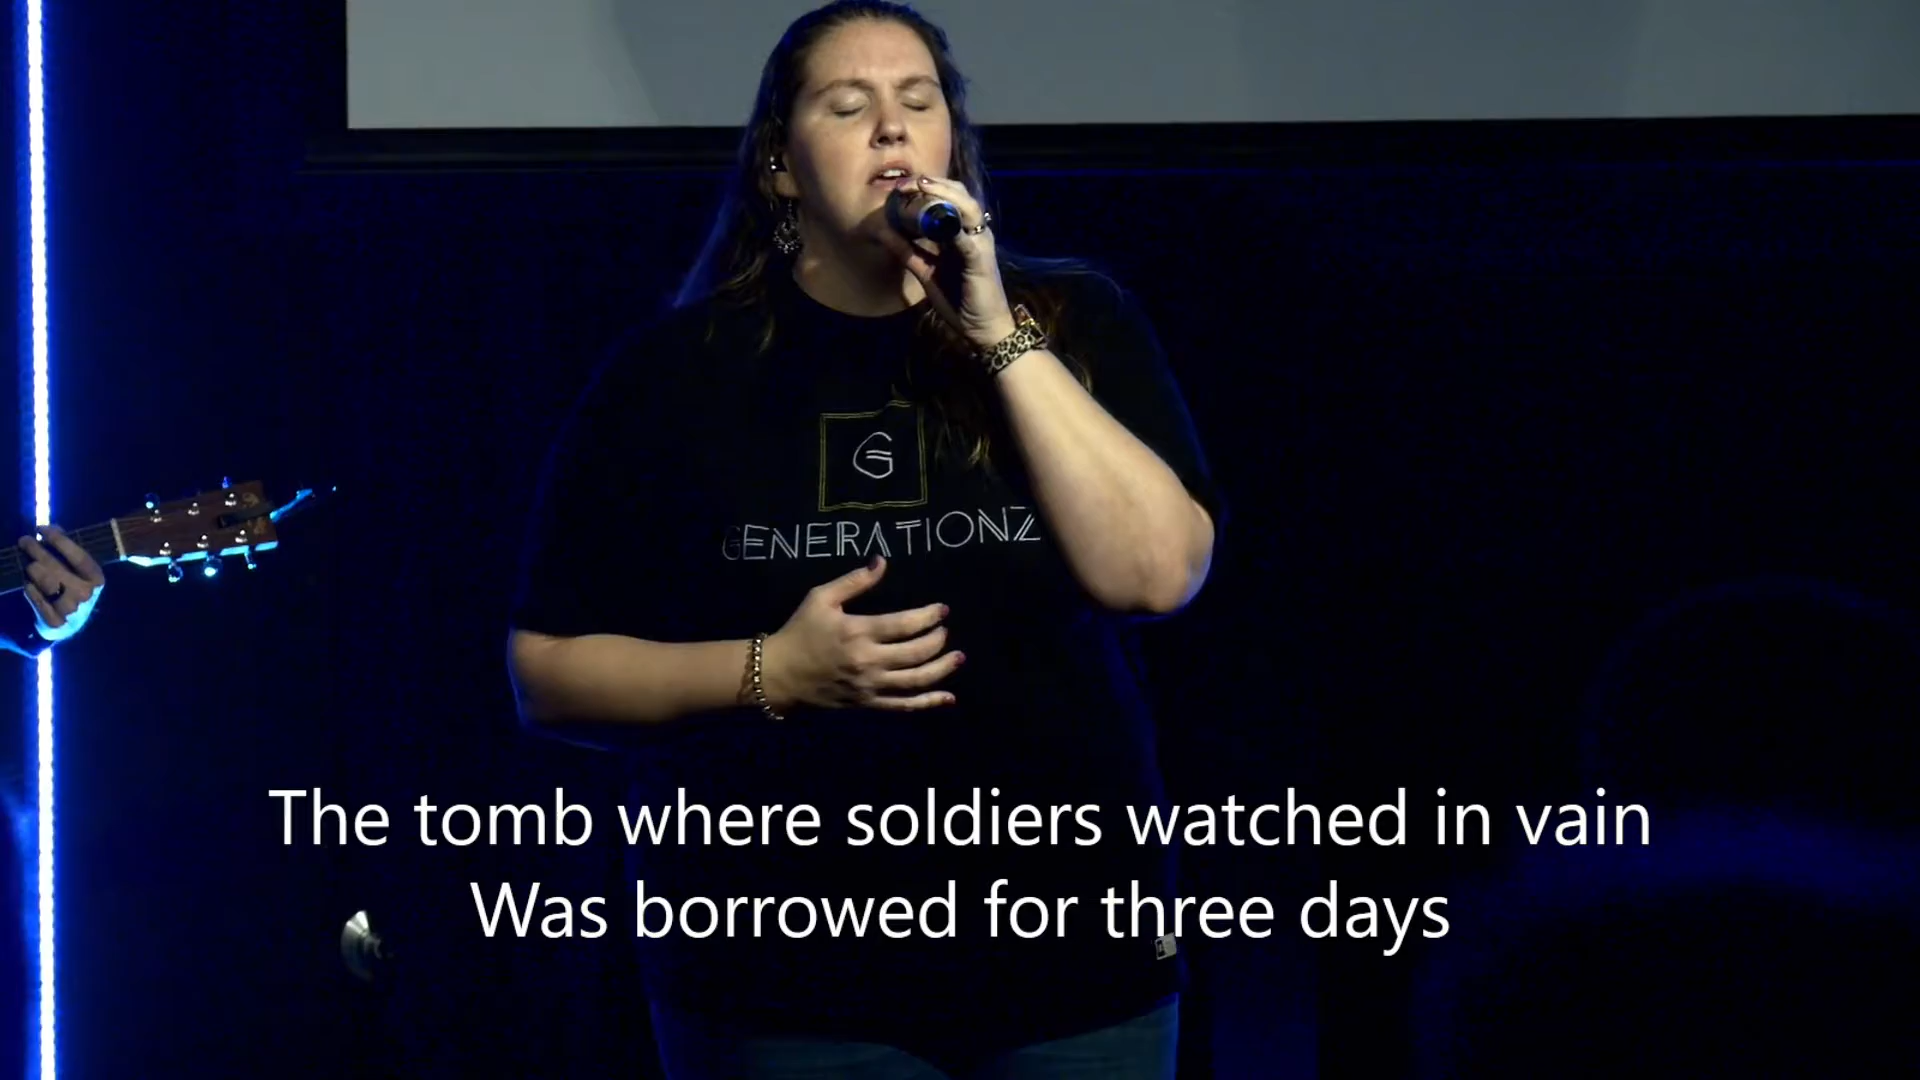 G
GENERATIONZ
The tomb where soldiers watched in vain
Was borrowed for three days